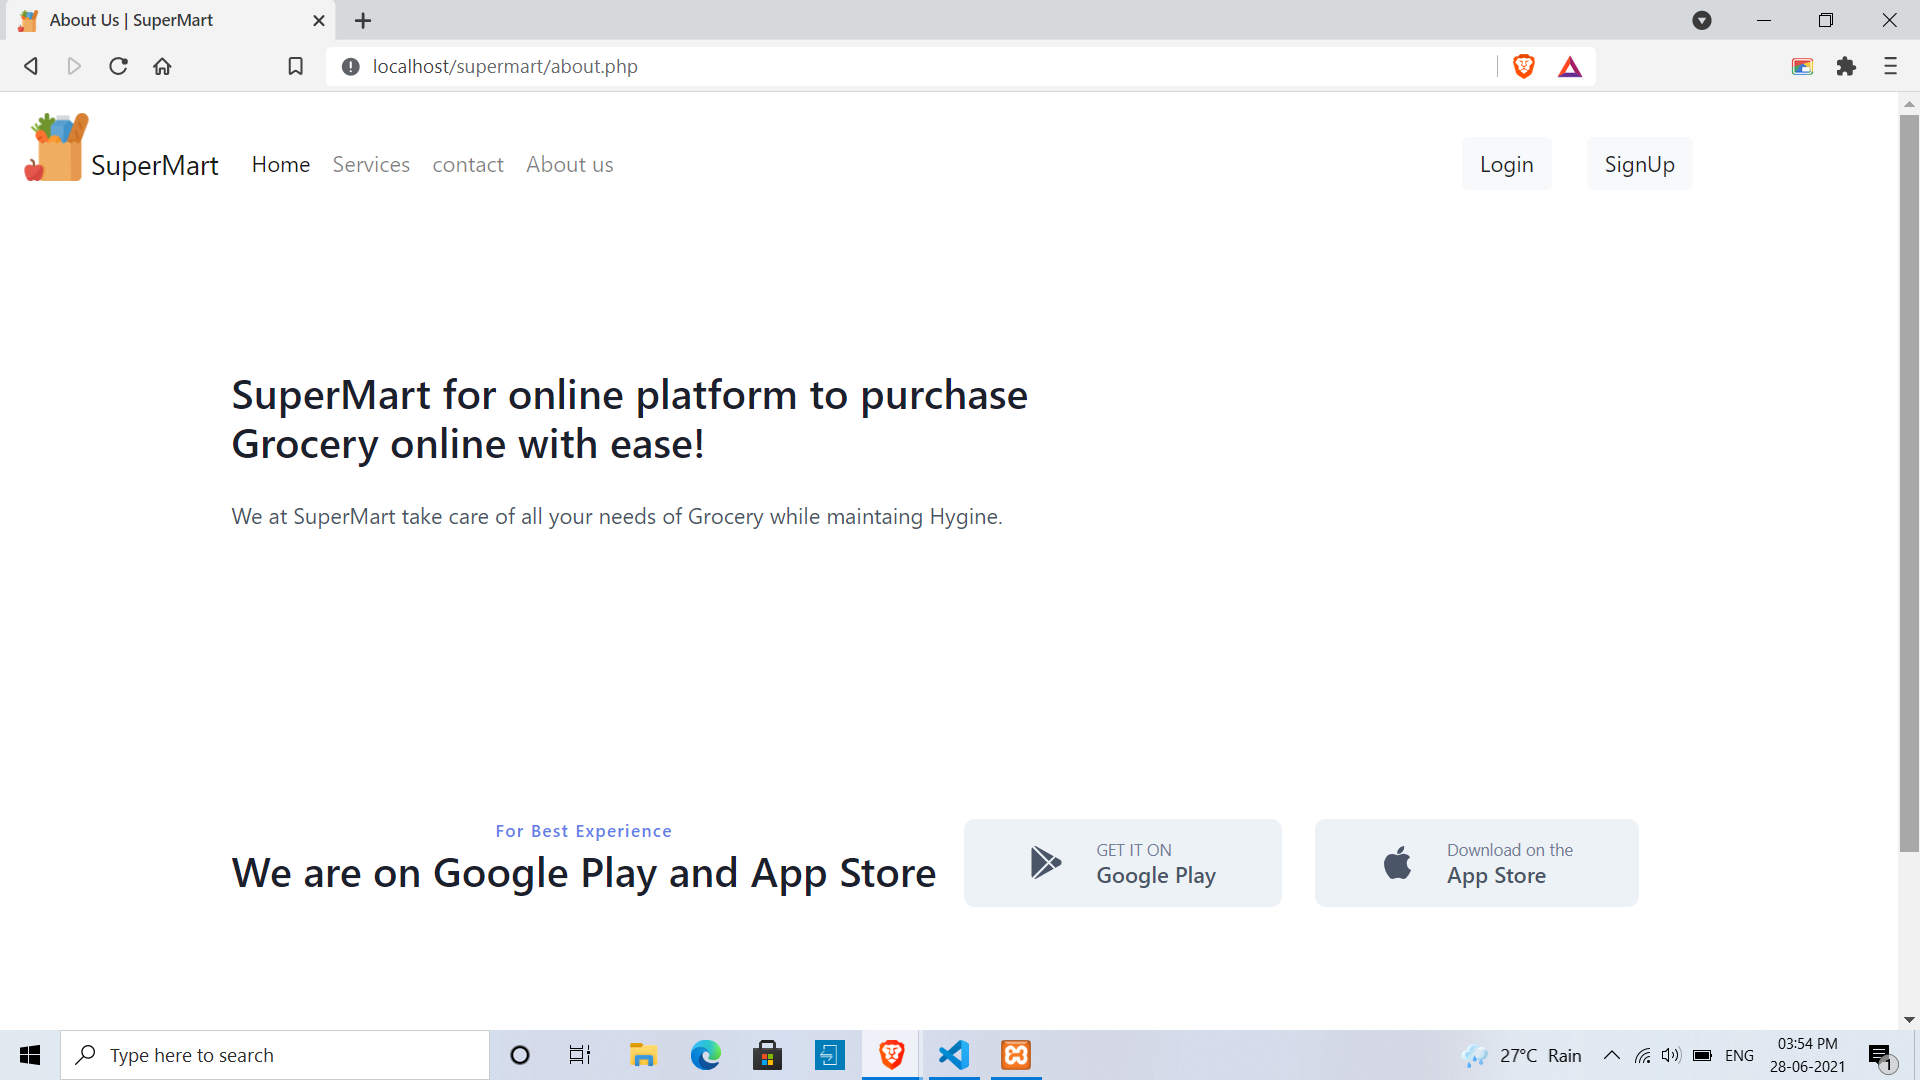 About Us | SuperMart
localhost/supermart/about.php
SuperMart
Home
Services
contact
About us
Login
SignUp
SuperMart for online platform to purchase
Grocery online with ease!
We at SuperMart take care of all your needs of Grocery while maintaing Hygine.
For Best Experience
We are on Google Play and App Store
GET IT ON
Google Play
Download on the
App Store
Type here to search
27°C Rain
ENG
03:54 PM
28-06-2021
1